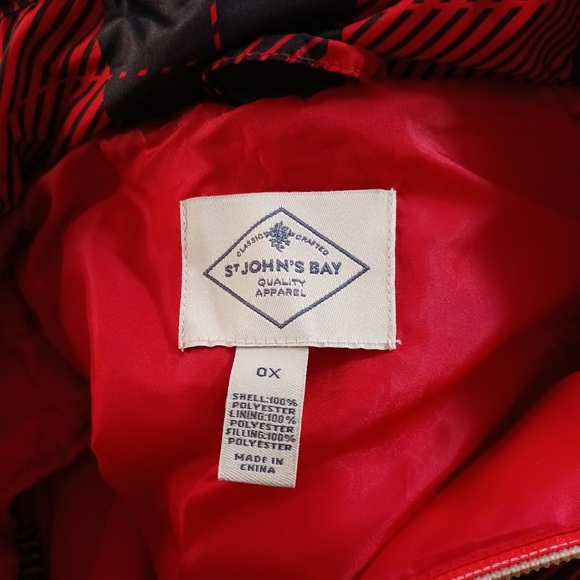 CLASSIC CRAFTED
ST JOHN'S BAY
QUALITY
APPAREL
0X
SHELL:100%
POLYESTER
LINING:100%
POLYESTER
FILLING:100%
POLYESTER
MADE IN
CHINA